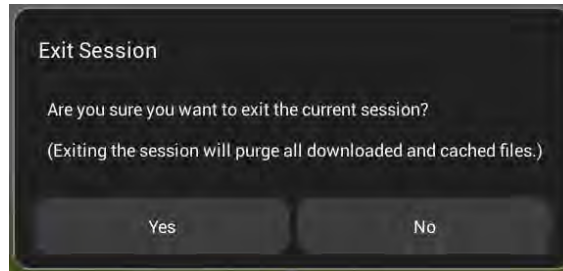 Exit Session
Are you sure you want to exit the current session?
(Exiting the session will purge all downloaded and cached files.)
Yes
No